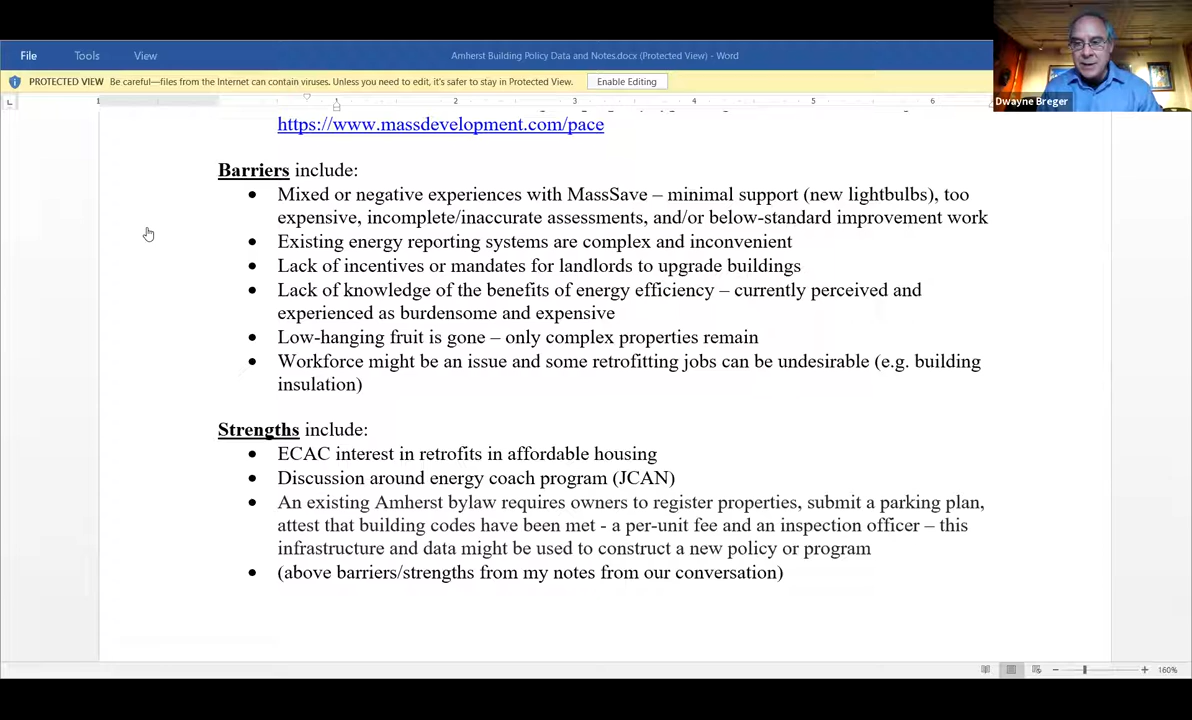 File Tools View Amherst Building Policy Data and Notes.docx (Protected View) - Word
PROTECTED VIEW Be careful—files from the Internet can contain viruses. Unless you need to edit, it's safer to stay in Protected View. Enable Editing
Dwayne Breger
1 1 2 3 4 5 6
https://www.massdevelopment.com/pace
Barriers include:
• Mixed or negative experiences with MassSave – minimal support (new lightbulbs), too
expensive, incomplete/inaccurate assessments, and/or below-standard improvement work
• Existing energy reporting systems are complex and inconvenient
• Lack of incentives or mandates for landlords to upgrade buildings
• Lack of knowledge of the benefits of energy efficiency – currently perceived and
experienced as burdensome and expensive
• Low-hanging fruit is gone – only complex properties remain
• Workforce might be an issue and some retrofitting jobs can be undesirable (e.g. building
insulation)
Strengths include:
• ECAC interest in retrofits in affordable housing
• Discussion around energy coach program (JCAN)
• An existing Amherst bylaw requires owners to register properties, submit a parking plan,
attest that building codes have been met - a per-unit fee and an inspection officer – this
infrastructure and data might be used to construct a new policy or program
• (above barriers/strengths from my notes from our conversation)
160%